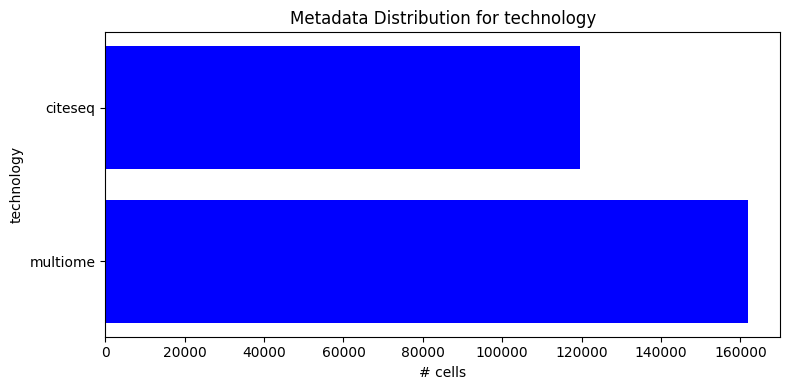 Metadata Distribution for technology
technology
citeseq
multiome
0 20000 40000 60000 80000 100000 120000 140000 160000
# cells